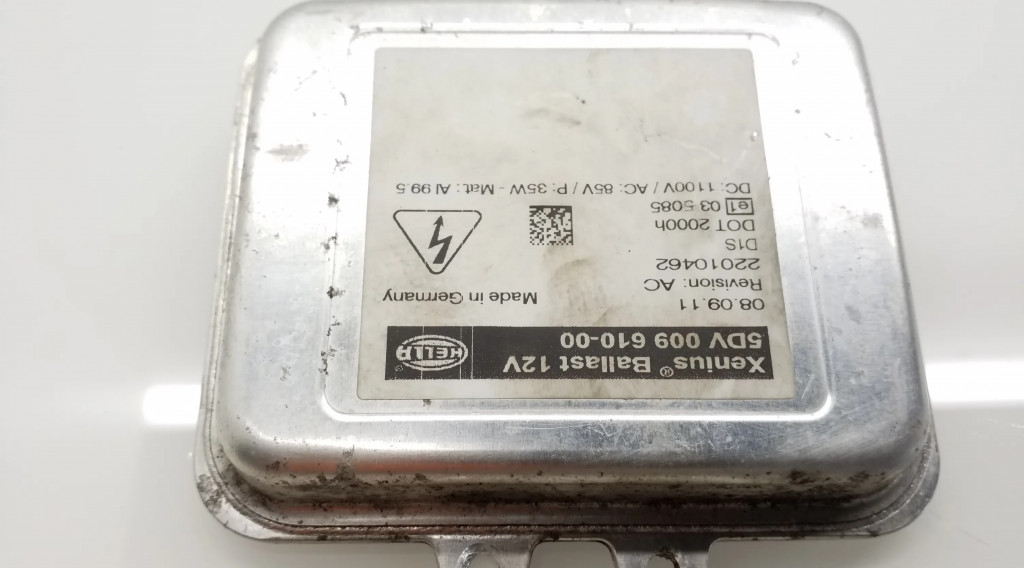 Xenius® Ballast 12V
5DV 009 610-00
HELLA ®
08.09.11
Made in Germany
Revision: AC
22010462
D1S
DOT 2000h
e1 03 5085
DC: 1100V / AC: 85V / P: 35W - Mat.: Al 99.5